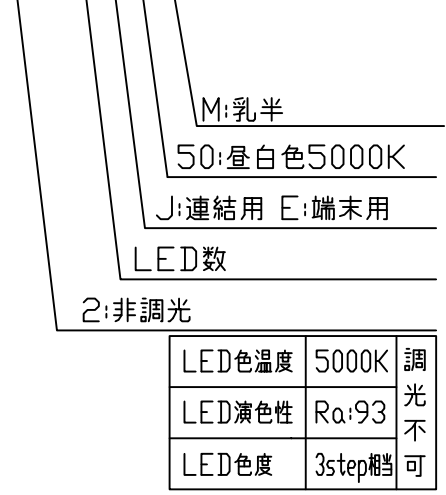 M:乳半
50:昼白色5000K
J:連結用 E:端末用
LED数
2:非調光
LED色温度 5000K 調光不可
LED演色性 Ra:93
LED色度 3step相当